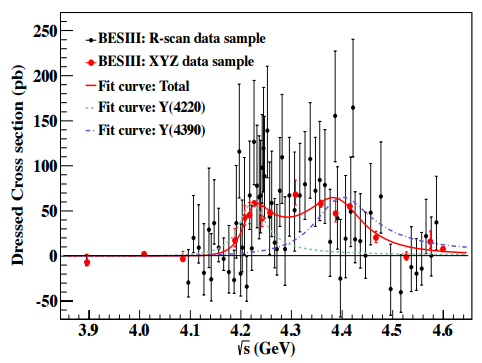 Dressed Cross section (pb)
250
200
150
100
50
0
-50
BESIII: R-scan data sample
BESIII: XYZ data sample
Fit curve: Total
Fit curve: Y(4220)
Fit curve: Y(4390)
3.9 4.0 4.1 4.2 4.3 4.4 4.5 4.6
√s (GeV)